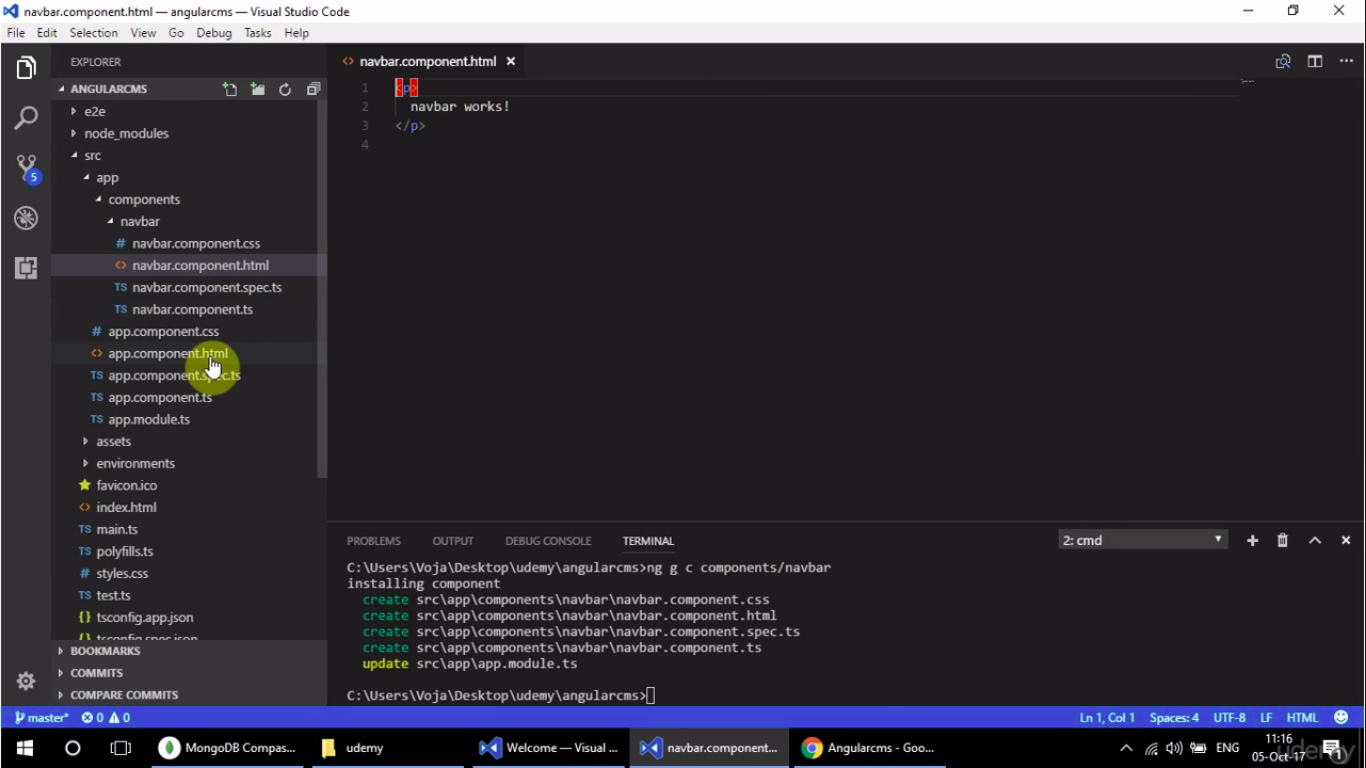 navbar.component.html — angularcms — Visual Studio Code
File Edit Selection View Go Debug Tasks Help
EXPLORER
ANGULARCMS
e2e
node_modules
src
app
components
navbar
# navbar.component.css
<> navbar.component.html
TS navbar.component.spec.ts
TS navbar.component.ts
# app.component.css
<> app.component.html
TS app.component.spec.ts
TS app.component.ts
TS app.module.ts
assets
environments
favicon.ico
<> index.html
TS main.ts
TS polyfills.ts
# styles.css
TS test.ts
{} tsconfig.app.json
{} tsconfig.spec.json
BOOKMARKS
COMMITS
COMPARE COMMITS
5
<> navbar.component.html
1 <p>
2 navbar works!
3 </p>
4
PROBLEMS OUTPUT DEBUG CONSOLE TERMINAL 2: cmd
C:\Users\Voja\Desktop\udemy\angularcms>ng g c components/navbar
installing component
create src\app\components\navbar\navbar.component.css
create src\app\components\navbar\navbar.component.html
create src\app\components\navbar\navbar.component.spec.ts
create src\app\components\navbar\navbar.component.ts
update src\app\app.module.ts
C:\Users\Voja\Desktop\udemy\angularcms>
master* 0 0 Ln 1, Col 1 Spaces: 4 UTF-8 LF HTML
MongoDB Compas... udemy Welcome — Visual ... navbar.component... Angularcms - Goo... ENG 11:16
05-Oct-17
udemy
1